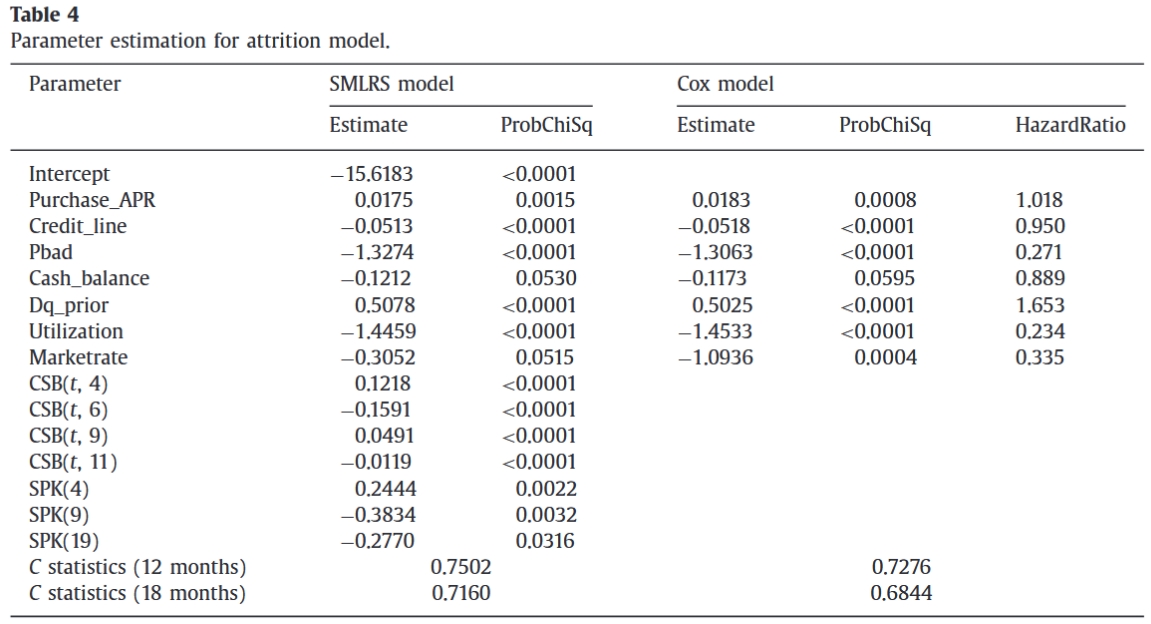 Table 4
Parameter estimation for attrition model.
Parameter SMLRS model Cox model
Estimate ProbChiSq Estimate ProbChiSq HazardRatio
Intercept −15.6183 <0.0001
Purchase_APR 0.0175 0.0015 0.0183 0.0008 1.018
Credit_line −0.0513 <0.0001 −0.0518 <0.0001 0.950
Pbad −1.3274 <0.0001 −1.3063 <0.0001 0.271
Cash_balance −0.1212 0.0530 −0.1173 0.0595 0.889
Dq_prior 0.5078 <0.0001 0.5025 <0.0001 1.653
Utilization −1.4459 <0.0001 −1.4533 <0.0001 0.234
Marketrate −0.3052 0.0515 −1.0936 0.0004 0.335
CSB(t, 4) 0.1218 <0.0001
CSB(t, 6) −0.1591 <0.0001
CSB(t, 9) 0.0491 <0.0001
CSB(t, 11) −0.0119 <0.0001
SPK(4) 0.2444 0.0022
SPK(9) −0.3834 0.0032
SPK(19) −0.2770 0.0316
C statistics (12 months) 0.7502 0.7276
C statistics (18 months) 0.7160 0.6844